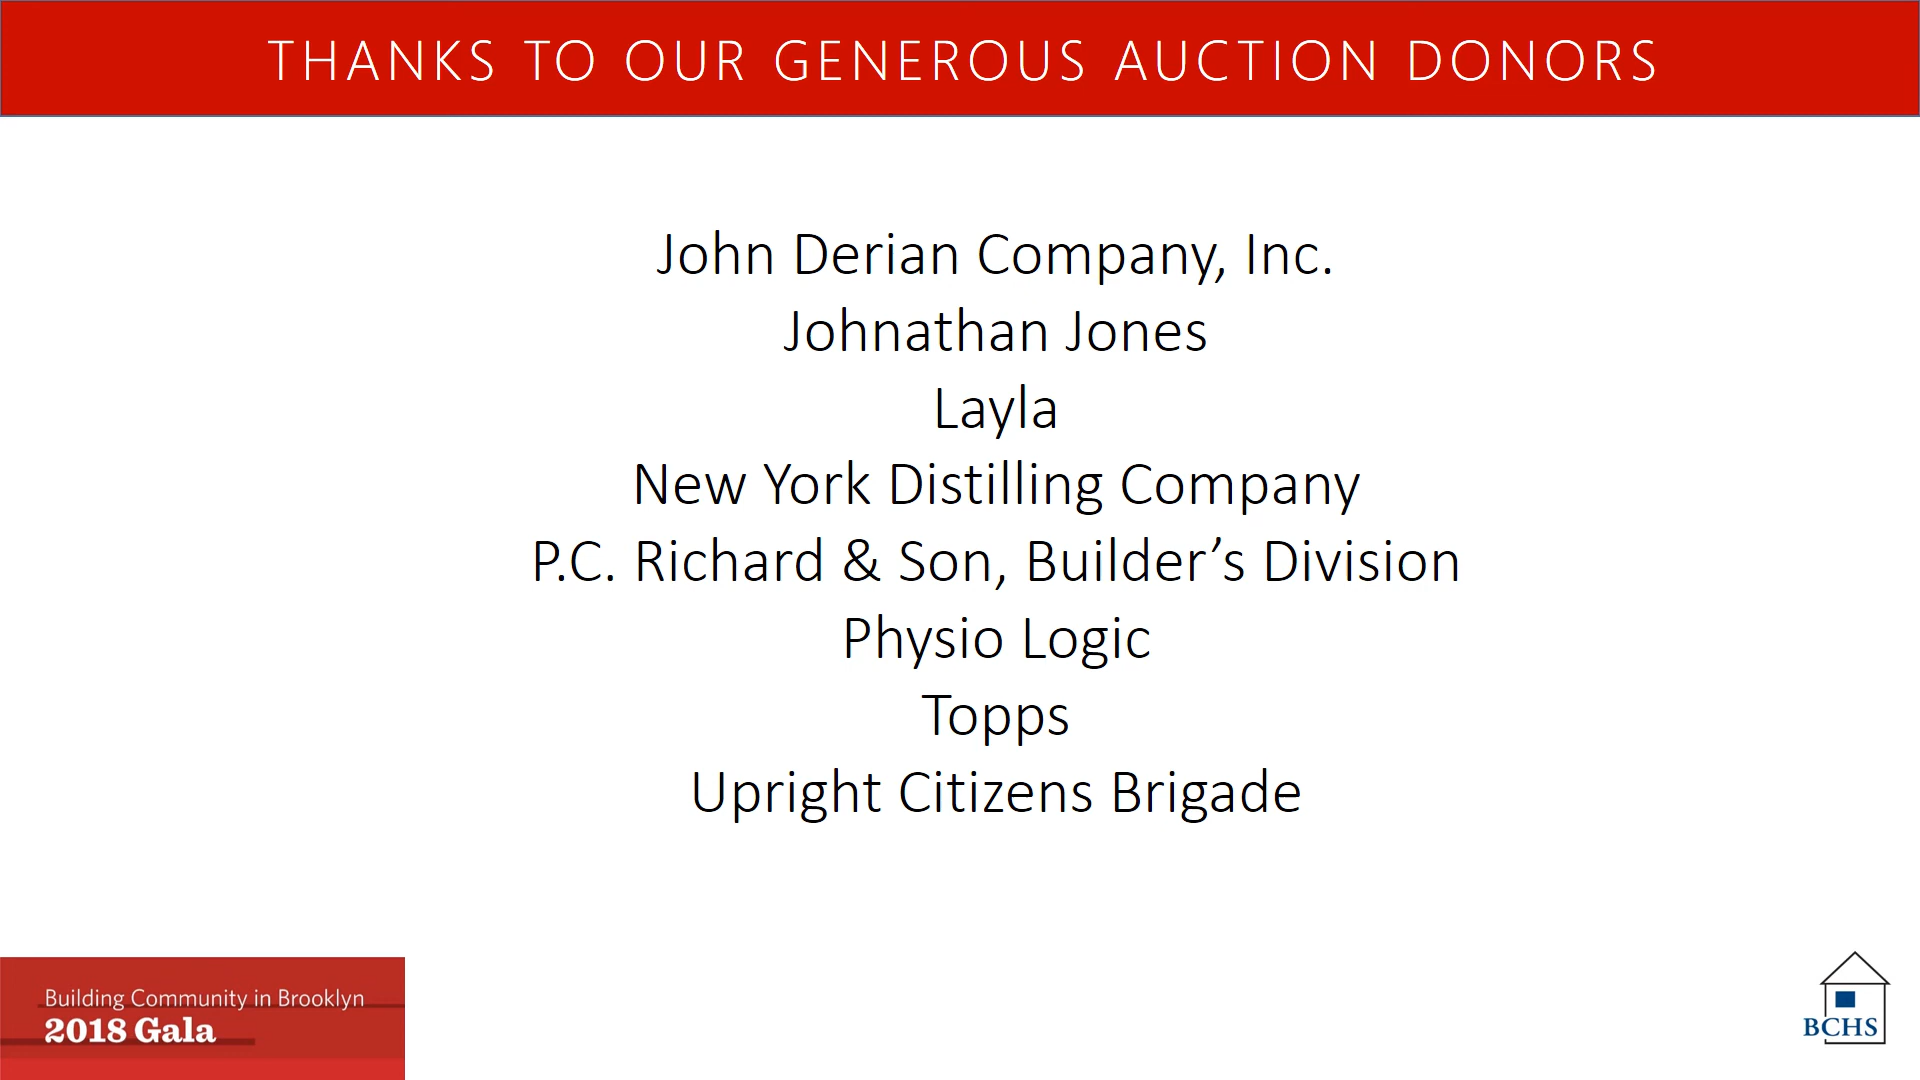 THANKS TO OUR GENEROUS AUCTION DONORS
John Derian Company, Inc.
Johnathan Jones
Layla
New York Distilling Company
P.C. Richard & Son, Builder’s Division
Physio Logic
Topps
Upright Citizens Brigade
Building Community in Brooklyn
2018 Gala
BCHS